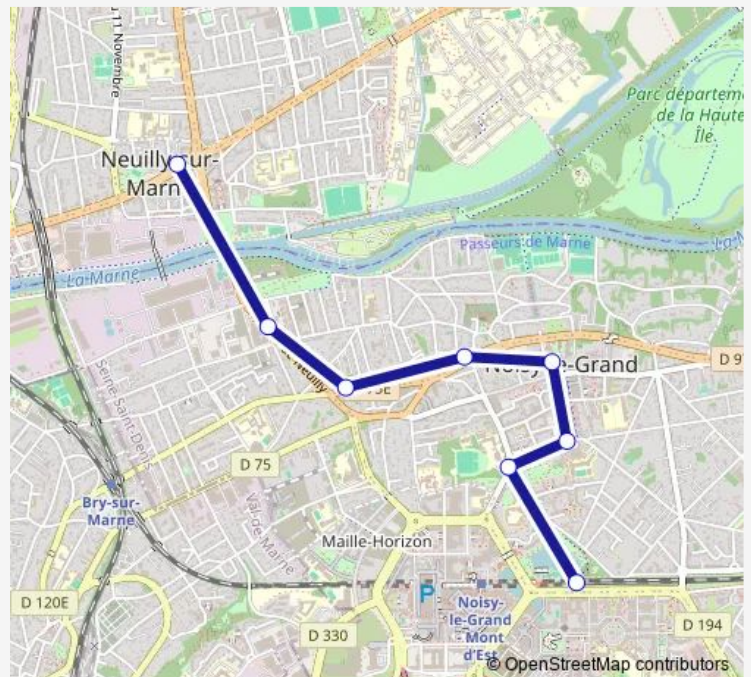 11 Novembre
Parc départem
de la Haute
Île
Neuilly-sur-
Marn
Passeurs de Marne
La Marne
La M
Neuilly
Noisy-le-Grand
D 9
Seine-Saint-Denis
D 75
Val-de-Marne
Bry-sur-
Marne
Maille-Horizon
P
D 120E
Noisy-
le-Grand
- Mont
d'Est
D 330
D 194
© OpenStreetMap contributors